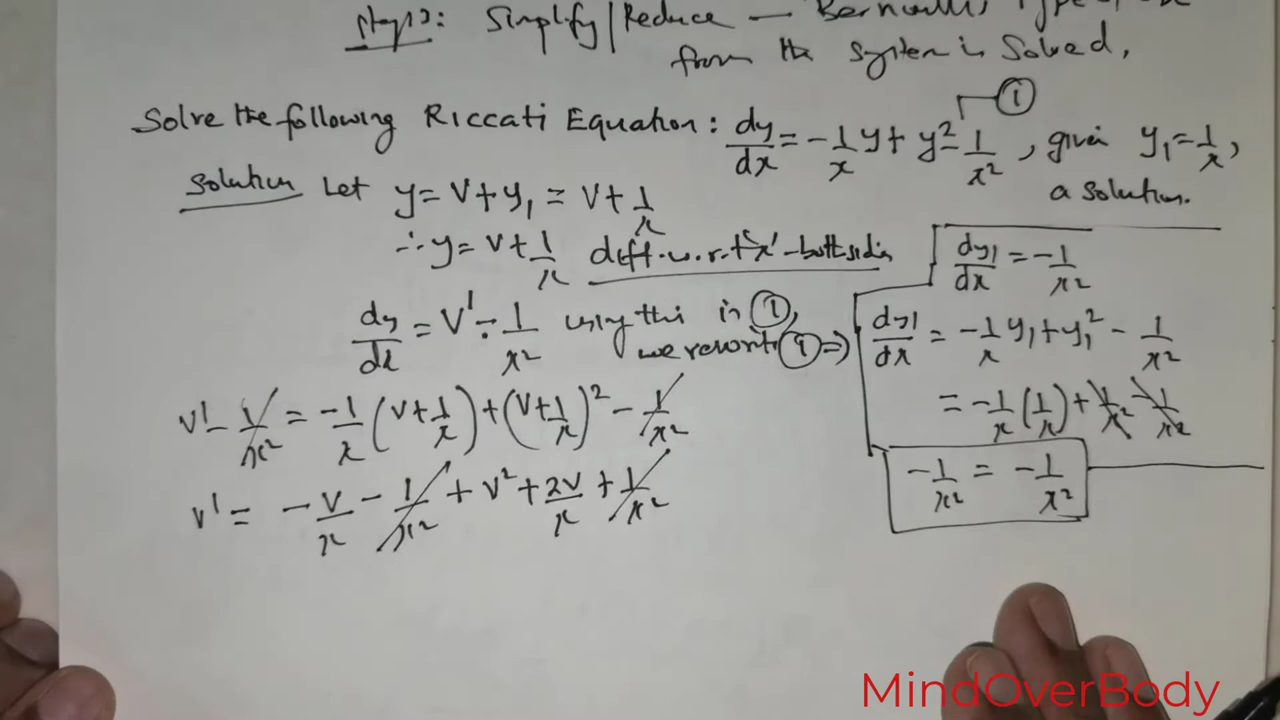 Step 3: Simplify/Reduce — Bernoulli's Type,
from the system is solved,
①
Solve the following Riccati Equation: dy/dx = -1/x y + y² - 1/x², given y₁ = 1/x,
a solution.
Solution Let y = V + y₁ = V + 1/x
∴ y = V + 1/x diff. w.r.t 'x' - both sides
dy/dx = V' - 1/x² using this in ①,
we rewrite ① ⇒
V' - 1/x² = -1/x (V + 1/x) + (V + 1/x)² - 1/x²
V' = -V/x - 1/x² + V² + 2V/x + 1/x²
dy₁/dx = -1/x²
dy₁/dx = -1/x y₁ + y₁² - 1/x²
= -1/x (1/x) + 1/x² - 1/x²
-1/x² = -1/x²
MindOverBody